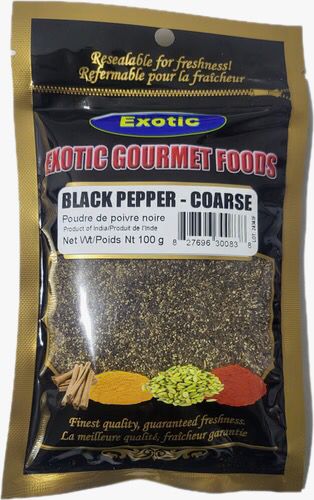 Resealable for freshness!
Refermable pour la fraîcheur
Exotic
EXOTIC GOURMET FOODS
BLACK PEPPER - COARSE
Poudre de poivre noire
Product of India/Produit de l'Inde
Net Wt/Poids Nt 100 g
8 27696 30083
Finest quality, guaranteed freshness.
La meilleure qualité, fraîcheur garantie